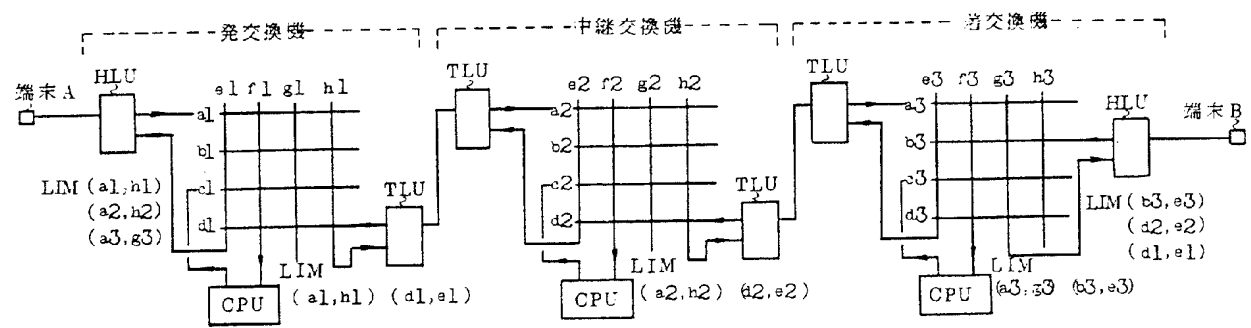 発交換機
中継交換機
着交換機
端末A
HLU
e1 f1 g1 h1
a1
b1
c1
d1
TLU
LIM (a1,h1)
(a2,h2)
(a3,g3)
CPU
LIM
(a1,h1) (d1,e1)
TLU
e2 f2 g2 h2
a2
b2
c2
d2
TLU
CPU
LIM
(a2,h2) (d2,e2)
TLU
e3 f3 g3 h3
a3
b3
c3
d3
HLU
端末B
LIM (b3,e3)
(d2,e2)
(d1,e1)
CPU
LIM
(a3,g3) (b3,e3)